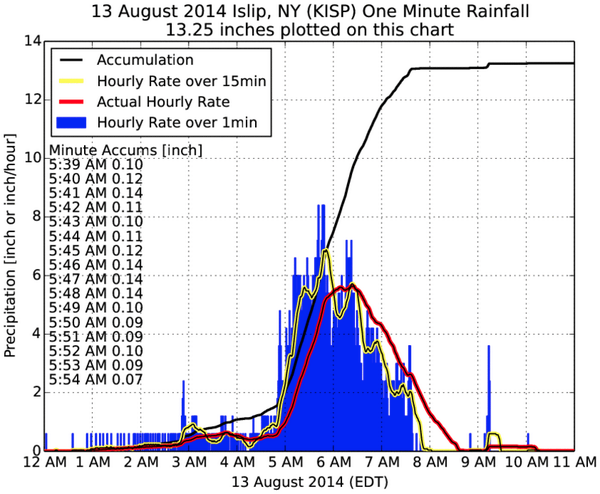 13 August 2014 Islip, NY (KISP) One Minute Rainfall
13.25 inches plotted on this chart
14
12
10
8
6
4
2
0
Precipitation [inch or inch/hour]
Accumulation
Hourly Rate over 15min
Actual Hourly Rate
Hourly Rate over 1min
Minute Accums [inch]
5:39 AM 0.10
5:40 AM 0.12
5:41 AM 0.14
5:42 AM 0.11
5:43 AM 0.10
5:44 AM 0.11
5:45 AM 0.12
5:46 AM 0.14
5:47 AM 0.14
5:48 AM 0.14
5:49 AM 0.10
5:50 AM 0.09
5:51 AM 0.09
5:52 AM 0.10
5:53 AM 0.09
5:54 AM 0.07
12 AM 1 AM 2 AM 3 AM 4 AM 5 AM 6 AM 7 AM 8 AM 9 AM 10 AM 11 AM
13 August 2014 (EDT)